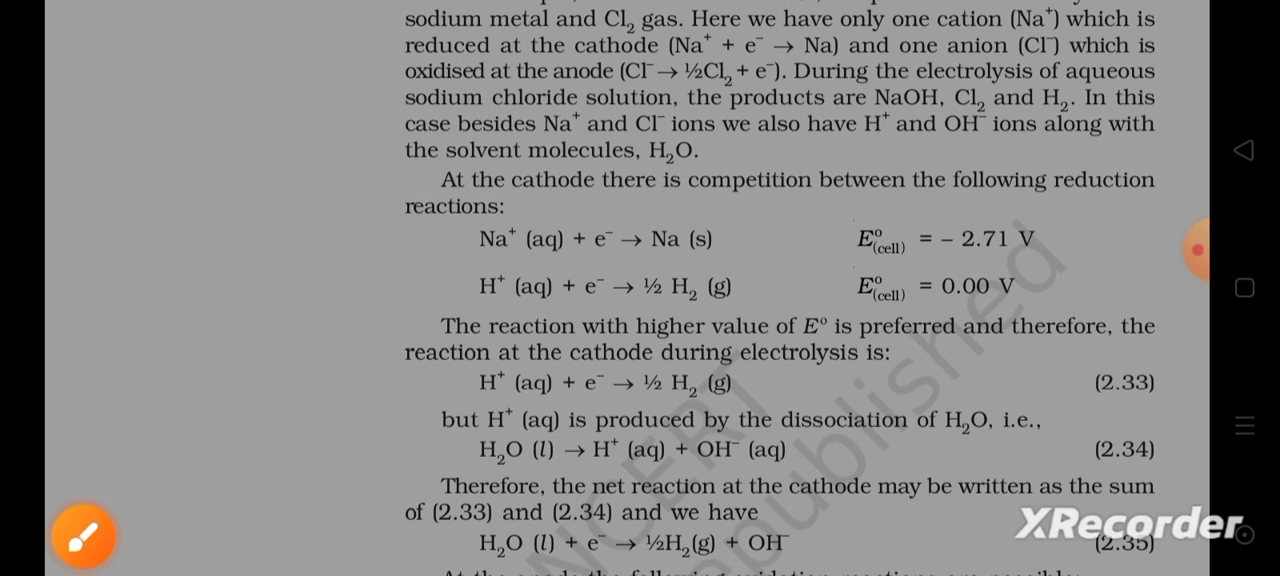 sodium metal and Cl₂ gas. Here we have only one cation (Na⁺) which is
reduced at the cathode (Na⁺ + e⁻ → Na) and one anion (Cl⁻) which is
oxidised at the anode (Cl⁻ → ½Cl₂ + e⁻). During the electrolysis of aqueous
sodium chloride solution, the products are NaOH, Cl₂ and H₂. In this
case besides Na⁺ and Cl⁻ ions we also have H⁺ and OH⁻ ions along with
the solvent molecules, H₂O.
At the cathode there is competition between the following reduction
reactions:
Na⁺ (aq) + e⁻ → Na (s) E°(cell) = – 2.71 V
H⁺ (aq) + e⁻ → ½ H₂ (g) E°(cell) = 0.00 V
The reaction with higher value of E° is preferred and therefore, the
reaction at the cathode during electrolysis is:
H⁺ (aq) + e⁻ → ½ H₂ (g) (2.33)
but H⁺ (aq) is produced by the dissociation of H₂O, i.e.,
H₂O (l) → H⁺ (aq) + OH⁻ (aq) (2.34)
Therefore, the net reaction at the cathode may be written as the sum
of (2.33) and (2.34) and we have
H₂O (l) + e⁻ → ½H₂(g) + OH⁻ (2.35)
NCERT
republished
XRecorder